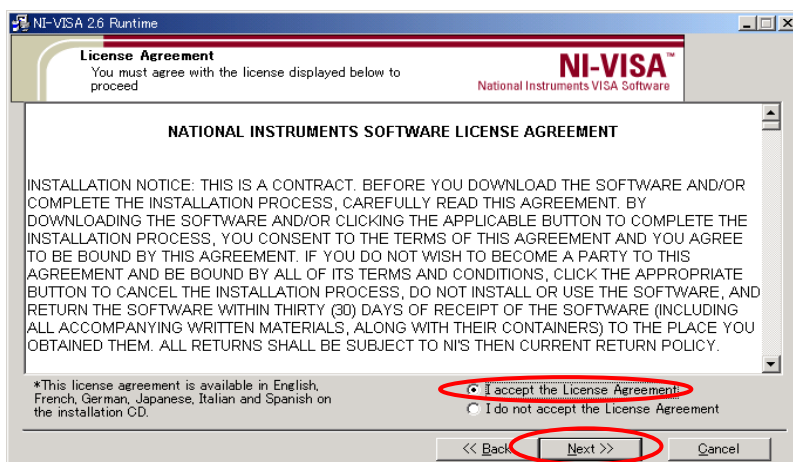 NI-VISA 2.6 Runtime
License Agreement
You must agree with the license displayed below to
proceed
NI-VISA™
National Instruments VISA Software
NATIONAL INSTRUMENTS SOFTWARE LICENSE AGREEMENT
INSTALLATION NOTICE: THIS IS A CONTRACT. BEFORE YOU DOWNLOAD THE SOFTWARE AND/OR
COMPLETE THE INSTALLATION PROCESS, CAREFULLY READ THIS AGREEMENT. BY
DOWNLOADING THE SOFTWARE AND/OR CLICKING THE APPLICABLE BUTTON TO COMPLETE THE
INSTALLATION PROCESS, YOU CONSENT TO THE TERMS OF THIS AGREEMENT AND YOU AGREE
TO BE BOUND BY THIS AGREEMENT. IF YOU DO NOT WISH TO BECOME A PARTY TO THIS
AGREEMENT AND BE BOUND BY ALL OF ITS TERMS AND CONDITIONS, CLICK THE APPROPRIATE
BUTTON TO CANCEL THE INSTALLATION PROCESS, DO NOT INSTALL OR USE THE SOFTWARE, AND
RETURN THE SOFTWARE WITHIN THIRTY (30) DAYS OF RECEIPT OF THE SOFTWARE (INCLUDING
ALL ACCOMPANYING WRITTEN MATERIALS, ALONG WITH THEIR CONTAINERS) TO THE PLACE YOU
OBTAINED THEM. ALL RETURNS SHALL BE SUBJECT TO NI'S THEN CURRENT RETURN POLICY.
*This license agreement is available in English,
French, German, Japanese, Italian and Spanish on
the installation CD.
I accept the License Agreement
I do not accept the License Agreement
<< Back
Next >>
Cancel